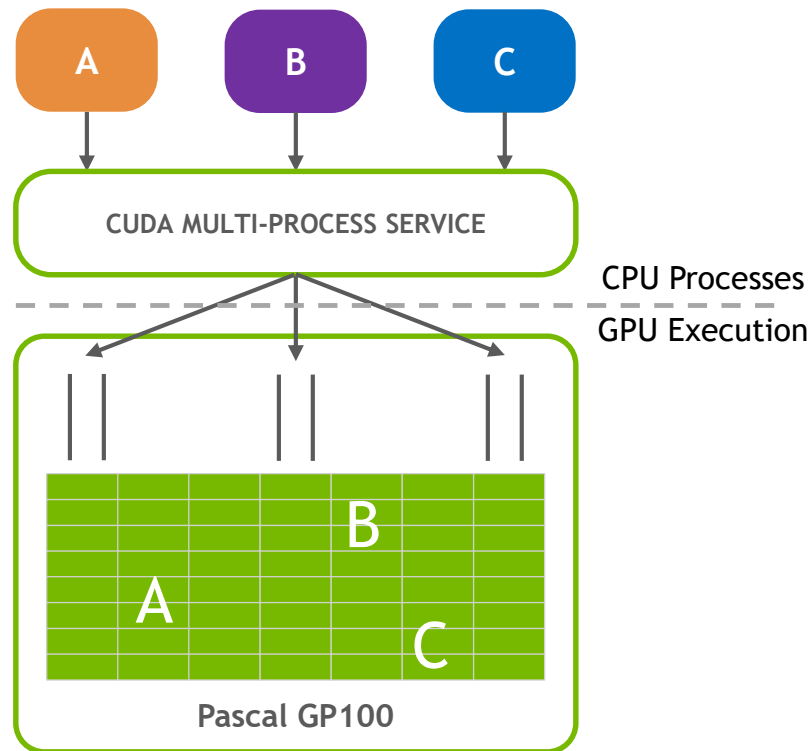 A
B
C
CUDA MULTI-PROCESS SERVICE
CPU Processes
GPU Execution
B
A
C
Pascal GP100